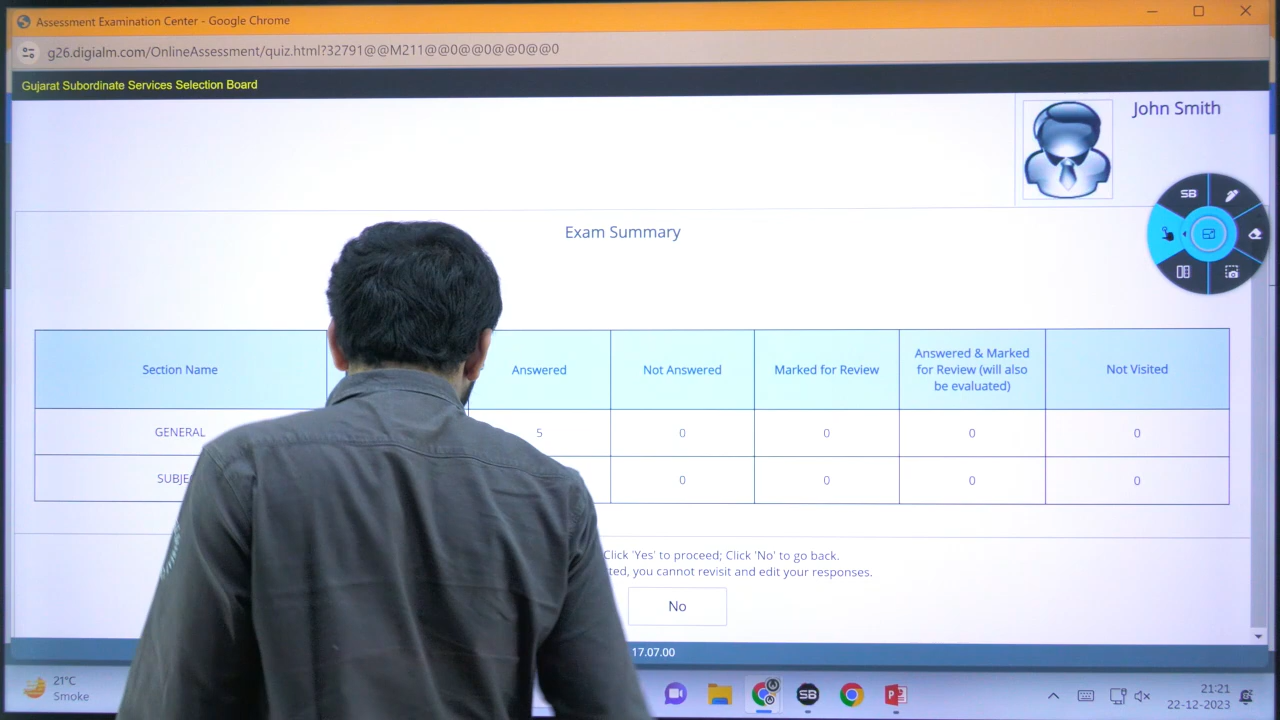 Assessment Examination Center - Google Chrome
g26.digialm.com/OnlineAssessment/quiz.html?32791@@M211@@0@@0@@0@@0
Gujarat Subordinate Services Selection Board
John Smith
SB
Exam Summary
Section Name
Answered
Not Answered
Marked for Review
Answered & Marked
for Review (will also
be evaluated)
Not Visited
GENERAL 5 0 0 0 0
SUBJE 0 0 0 0
Click 'Yes' to proceed; Click 'No' to go back.
ted, you cannot revisit and edit your responses.
No
17.07.00
21°C
Smoke
SB
21:21
22-12-2023